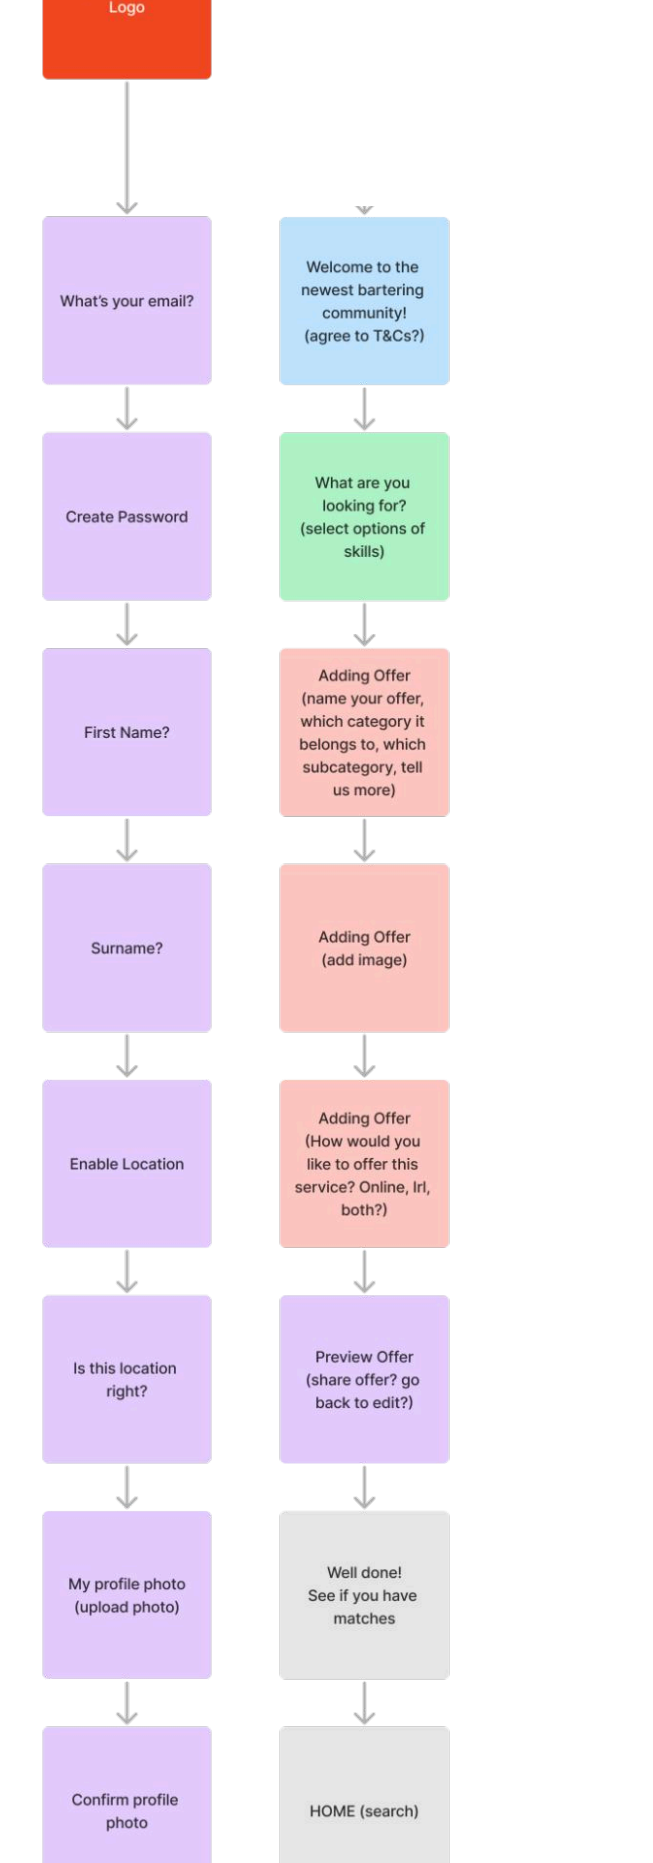 Logo
What's your email?
Create Password
First Name?
Surname?
Enable Location
Is this location
right?
My profile photo
(upload photo)
Confirm profile
photo
Welcome to the
newest bartering
community!
(agree to T&Cs?)
What are you
looking for?
(select options of
skills)
Adding Offer
(name your offer,
which category it
belongs to, which
subcategory, tell
us more)
Adding Offer
(add image)
Adding Offer
(How would you
like to offer this
service? Online, Irl,
both?)
Preview Offer
(share offer? go
back to edit?)
Well done!
See if you have
matches
HOME (search)